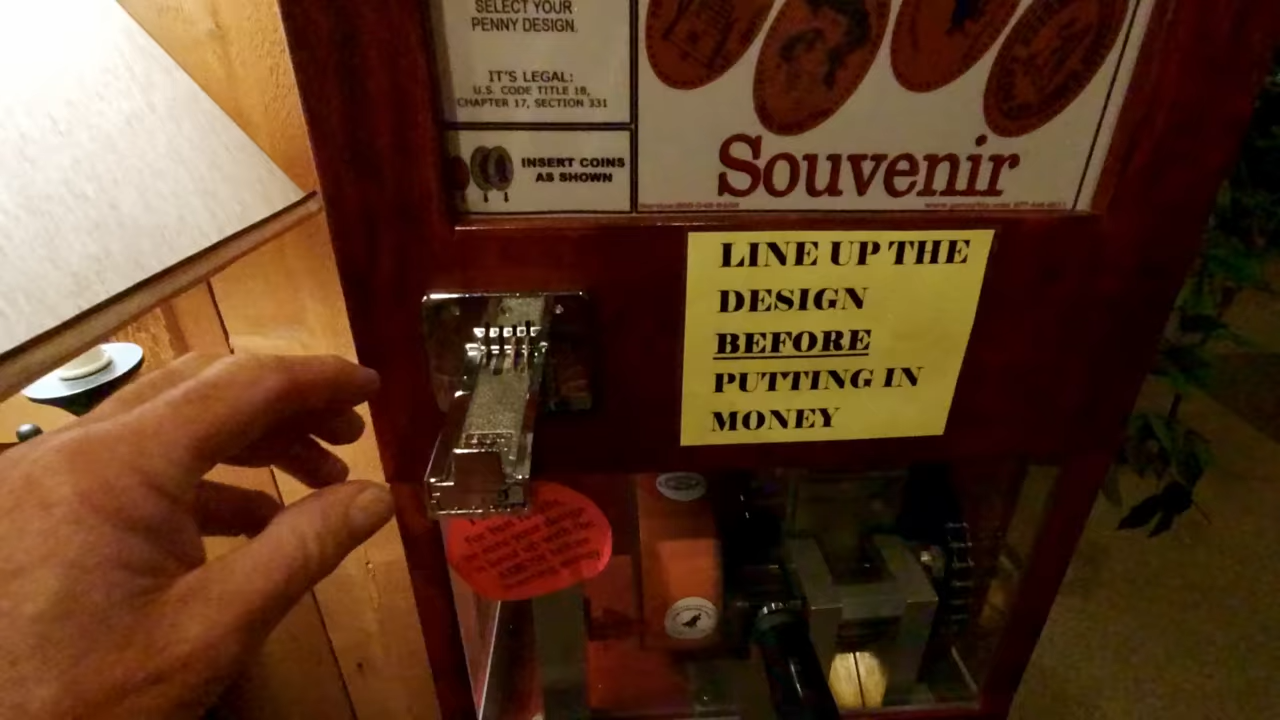 SELECT YOUR
PENNY DESIGN.
IT'S LEGAL:
U.S. CODE TITLE 18,
CHAPTER 17, SECTION 331
INSERT COINS
AS SHOWN
Souvenir
LINE UP THE
DESIGN
BEFORE
PUTTING IN
MONEY